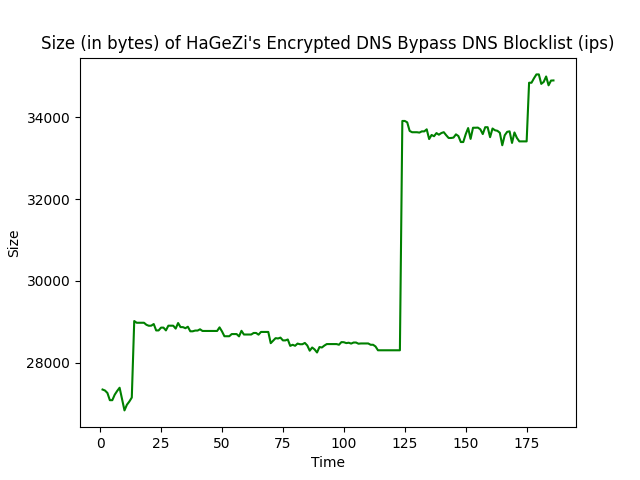 Size (in bytes) of HaGeZi's Encrypted DNS Bypass DNS Blocklist (ips)
Size
34000
32000
30000
28000
0 25 50 75 100 125 150 175
Time